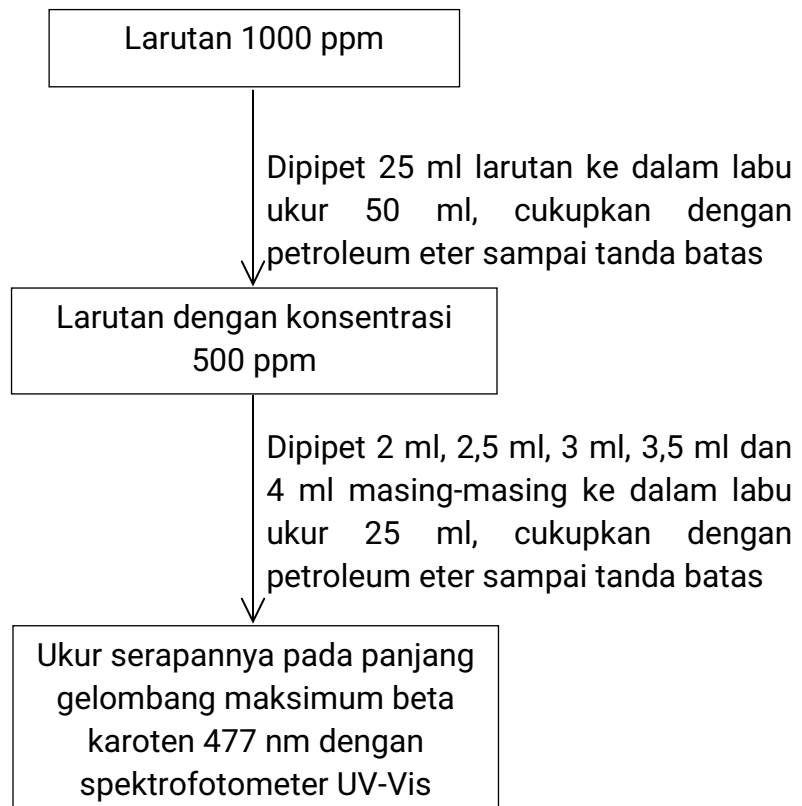 Larutan 1000 ppm
Dipipet 25 ml larutan ke dalam labu
ukur 50 ml, cukupkan dengan
petroleum eter sampai tanda batas
Larutan dengan konsentrasi
500 ppm
Dipipet 2 ml, 2,5 ml, 3 ml, 3,5 ml dan
4 ml masing-masing ke dalam labu
ukur 25 ml, cukupkan dengan
petroleum eter sampai tanda batas
Ukur serapannya pada panjang
gelombang maksimum beta
karoten 477 nm dengan
spektrofotometer UV-Vis